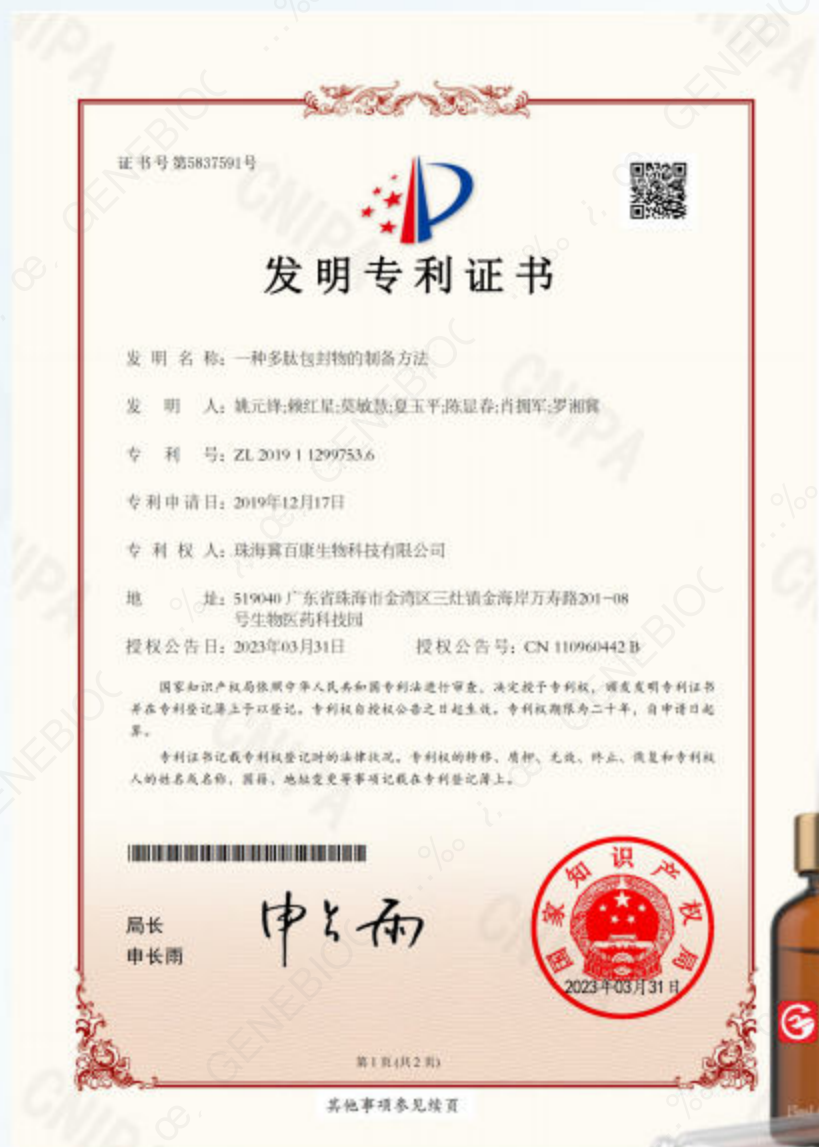 证书号第5837591号
发明专利证书
发明名称：一种多肽包封物的制备方法
发明人：姚元锋;赖红星;莫敏慧;夏玉平;陈显春;肖拥军;罗湘冀
专利号：ZL 2019 1 1299753.6
专利申请日：2019年12月17日
专利权人：珠海冀百康生物科技有限公司
地址：519040 广东省珠海市金湾区三灶镇金海岸万寿路201-08
号生物医药科技园
授权公告日：2023年03月31日 授权公告号：CN 110960442 B
国家知识产权局依照中华人民共和国专利法进行审查，决定授予专利权，颁发发明专利证书
并在专利登记簿上予以登记。专利权自授权公告之日起生效。专利权期限为二十年，自申请日起
算。
专利证书记载专利权登记时的法律状况。专利权的转移、质押、无效、终止、恢复和专利权
人的姓名或名称、国籍、地址变更等事项记载在专利登记簿上。
局长
申长雨
申长雨
国家知识产权局
2023年03月31日
第1页(共2页)
其他事项参见续页
CNIPA
GENEBIOC